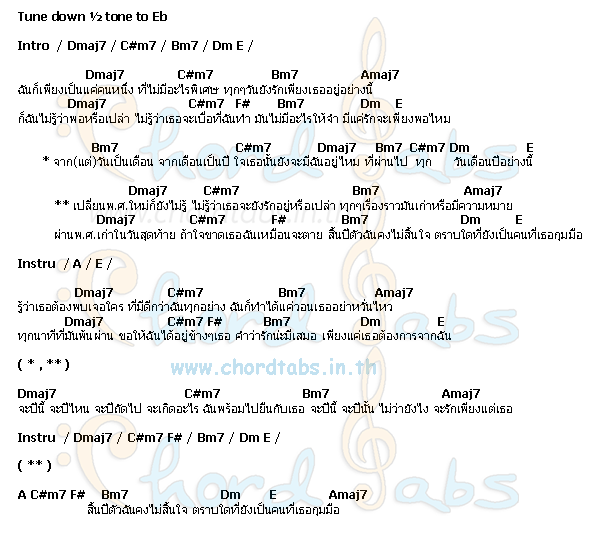 Tune down ½ tone to Eb
Intro / Dmaj7 / C#m7 / Bm7 / Dm E /
Dmaj7 C#m7 Bm7 Amaj7
ฉันก็เพียงเป็นแค่คนหนึ่ง ที่ไม่มีอะไรพิเศษ ทุกๆวันยังรักเพียงเธออยู่อย่างนี้
Dmaj7 C#m7 F# Bm7 Dm E
ก็ฉันไม่รู้ว่าพอหรือเปล่า ไม่รู้ว่าเธอจะเบื่อที่ฉันทำ มันไม่มีอะไรให้จำ มีแค่รักจะเพียงพอไหม
Bm7 C#m7 Dmaj7 Bm7 C#m7 Dm E
* จาก(แต่)วันเป็นเดือน จากเดือนเป็นปี ใจเธอนั้นยังจะมีฉันอยู่ไหม ที่ผ่านไป ทุก วันเดือนปีอย่างนี้
Dmaj7 C#m7 Bm7 Amaj7
** เปลี่ยนพ.ศ.ใหม่ก็ยังไม่รู้ ไม่รู้ว่าเธอจะยังรักอยู่หรือเปล่า ทุกๆเรื่องราวมันเก่าหรือมีความหมาย
Dmaj7 C#m7 F# Bm7 Dm E
ผ่านพ.ศ.เก่าในวันสุดท้าย ถ้าใจขาดเธอฉันเหมือนจะตาย สิ้นปีตัวฉันคงไม่สิ้นใจ ตราบใดที่ยังเป็นคนที่เธอกุมมือ
Instru / A / E /
Dmaj7 C#m7 Bm7 Amaj7
รู้ว่าเธอต้องพบเจอใคร ที่มีดีกว่าฉันทุกอย่าง ฉันก็ทำได้แค่วอนเธออย่าหวั่นไหว
Dmaj7 C#m7 F# Bm7 Dm E
ทุกนาทีที่มันพ้นผ่าน ขอให้ฉันได้อยู่ข้างๆเธอ คำว่ารักน่ะมีเสมอ เพียงแค่เธอต้องการจากฉัน
( * , ** )
www.chordtabs.in.th
Dmaj7 C#m7 Bm7 Amaj7
จะปีนี้ จะปีไหน จะปีถัดไป จะเกิดอะไร ฉันพร้อมไปยืนกับเธอ จะปีนี้ จะปีนั้น ไม่ว่ายังไง จะรักเพียงแต่เธอ
Instru / Dmaj7 / C#m7 F# / Bm7 / Dm E /
( ** )
A C#m7 F# Bm7 Dm E Amaj7
สิ้นปีตัวฉันคงไม่สิ้นใจ ตราบใดที่ยังเป็นคนที่เธอกุมมือ